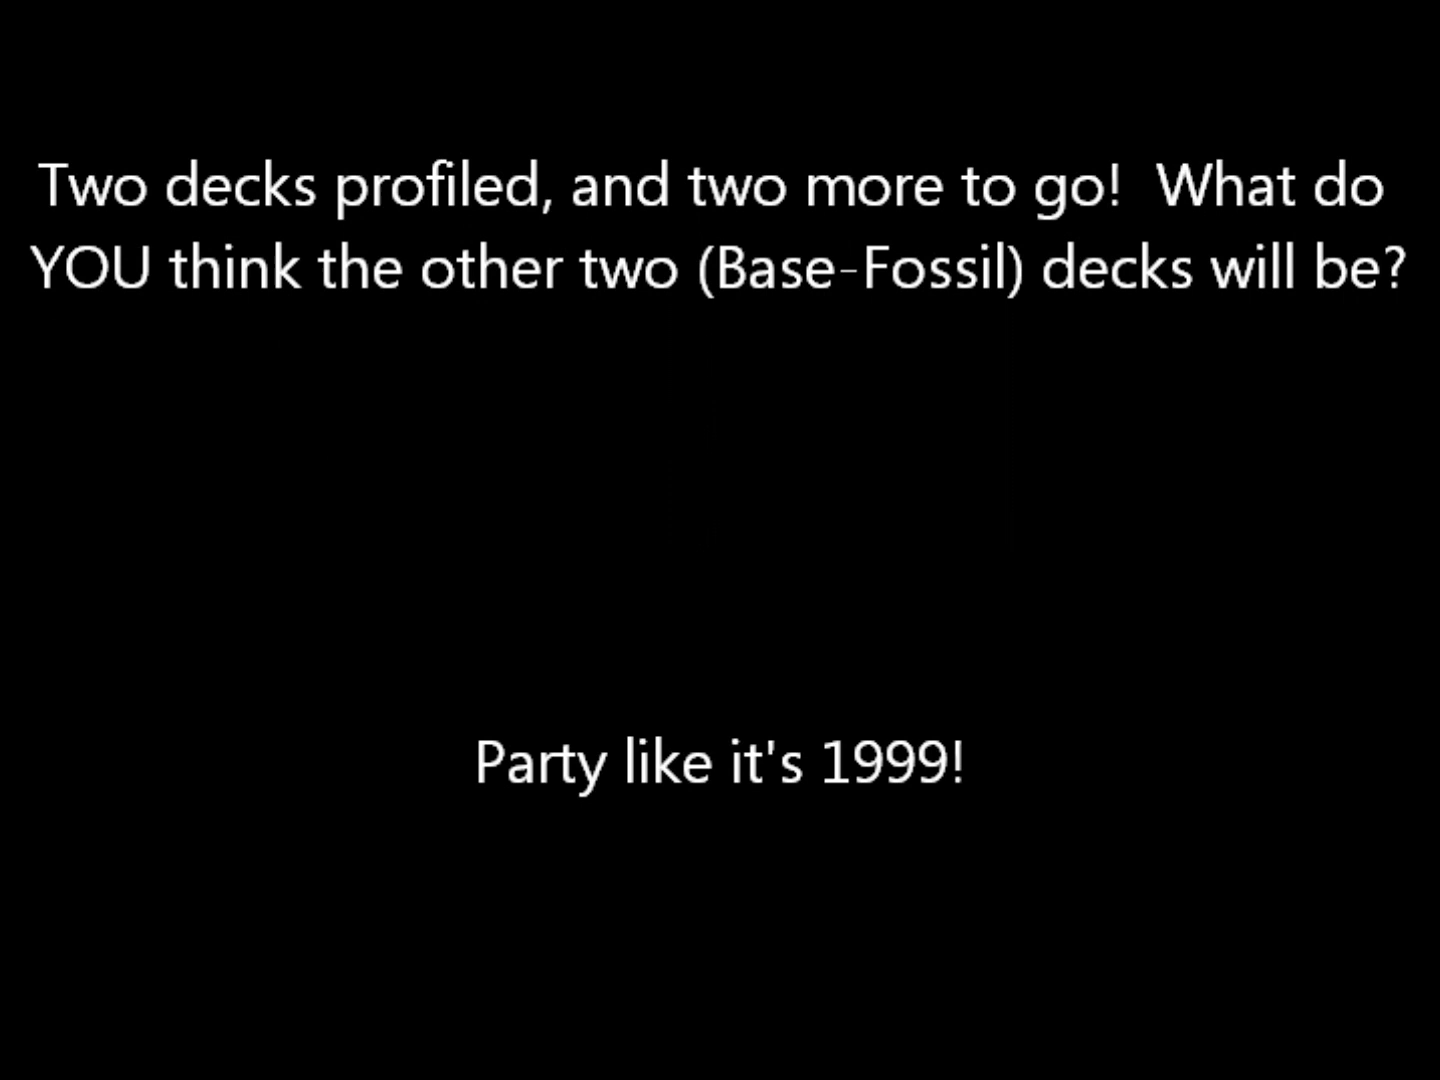 Two decks profiled, and two more to go!  What do
YOU think the other two (Base-Fossil) decks will be?
Party like it's 1999!